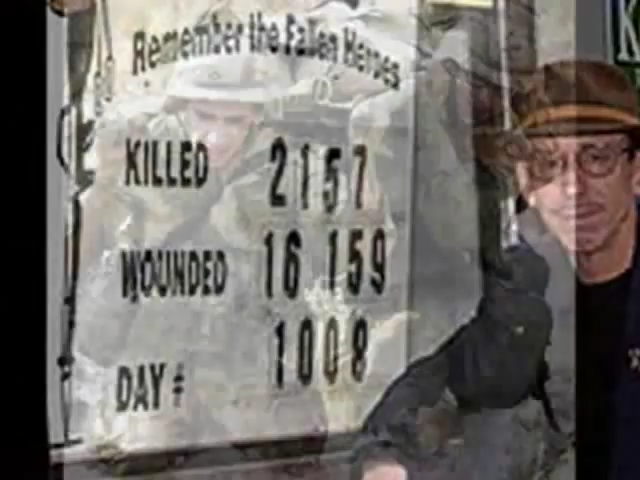 Remember the Fallen Heroes
KILLED 2157
WOUNDED 16 159
DAY # 1008
K